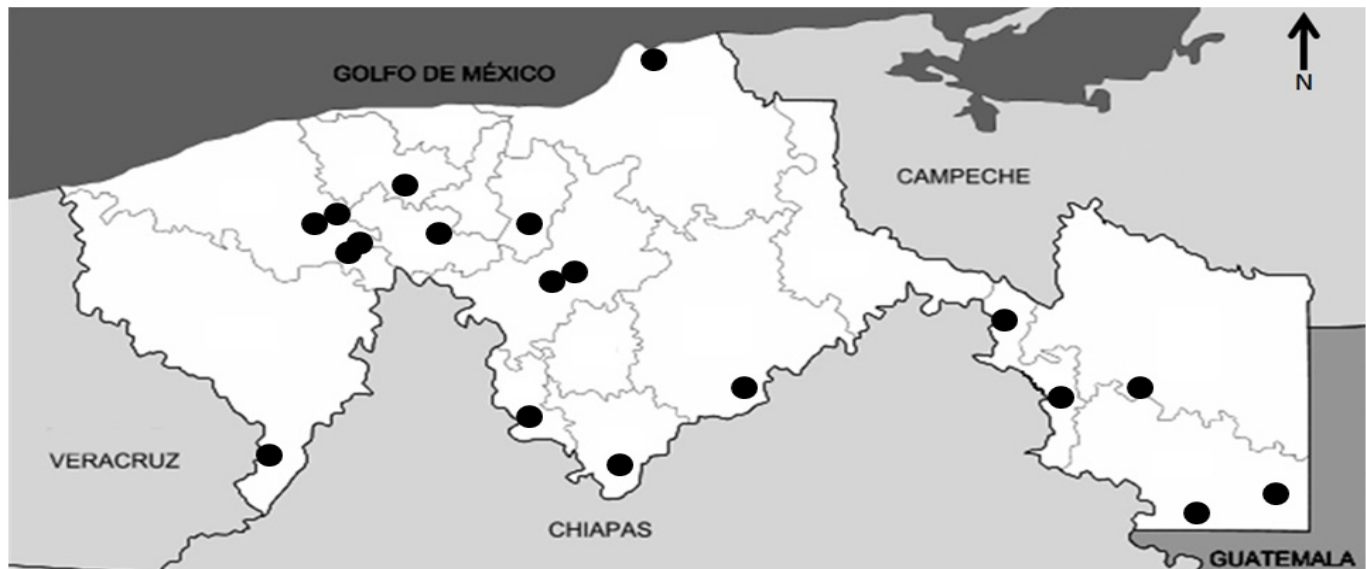 GOLFO DE MÉXICO
N
CAMPECHE
VERACRUZ
CHIAPAS
GUATEMALA